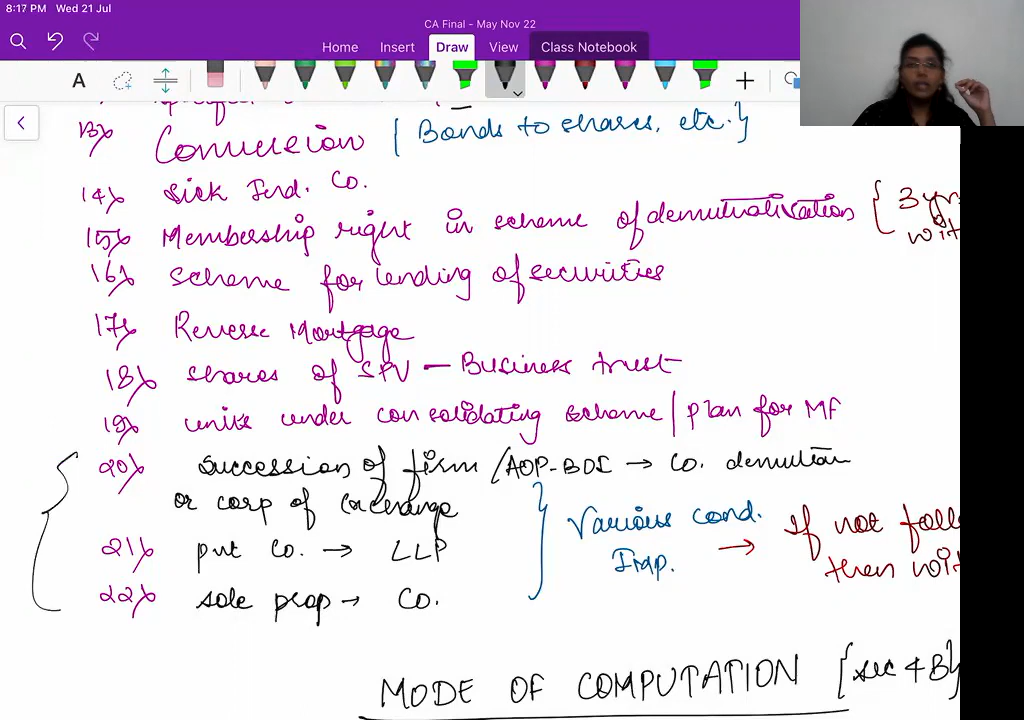 8:17 PM Wed 21 Jul
CA Final - May Nov 22
Home Insert Draw View Class Notebook
A
13) Conversion { Bonds to shares, etc. }
14) Sick Ind. Co.
15) Membership right in scheme of demutualisation { 3 yrs
16) Scheme for lending of securities
17) Reverse Mortgage
18) Shares of SPV - Business trust
19) units under consolidating scheme / plan for MF
20) Succession of firm / AOP-BOI → Co. demution
or corp of exchange
Various cond. → If not foll
Imp. then wit
21) pvt Co. → LLP
22) sole prop → Co.
MODE OF COMPUTATION {sec 48}